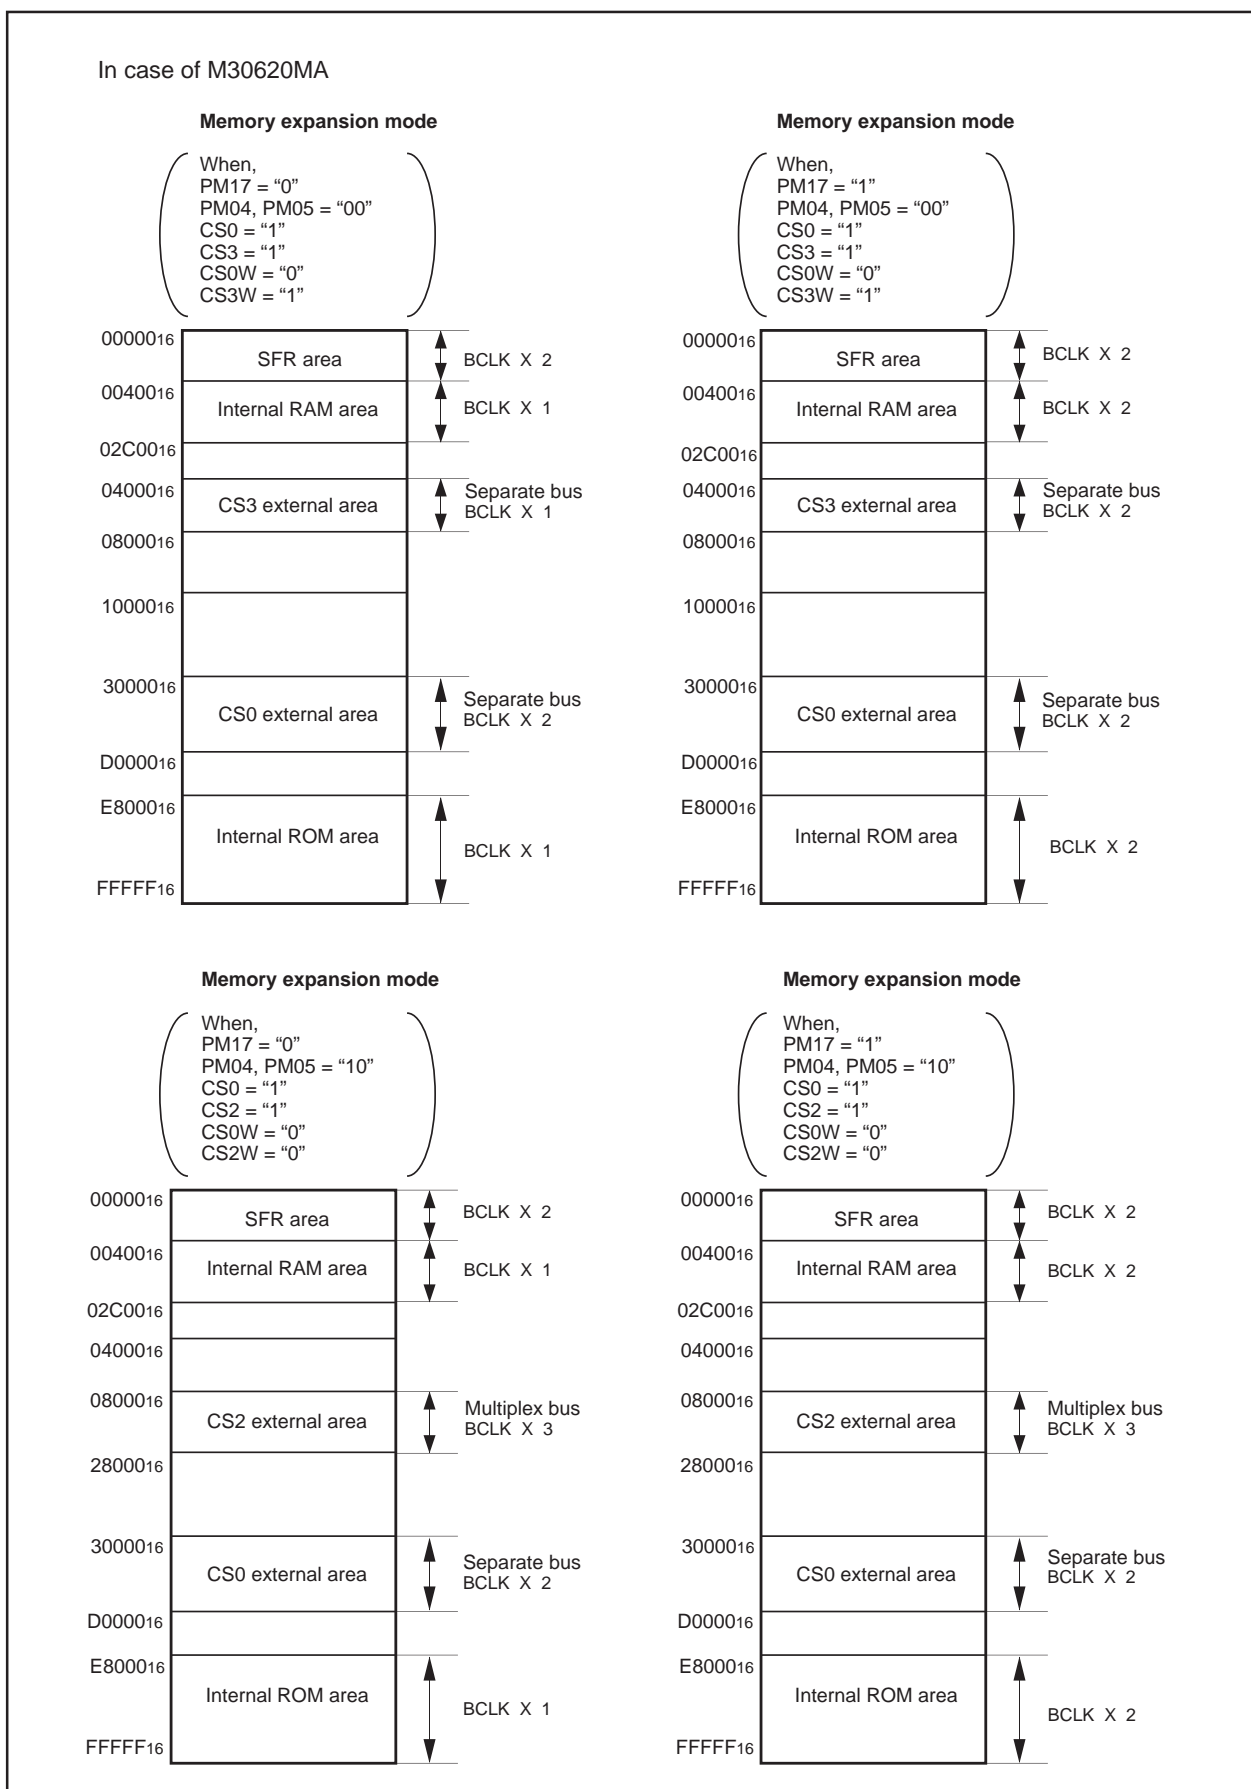 In case of M30620MA
Memory expansion mode
When,
PM17 = “0”
PM04, PM05 = “00”
CS0 = “1”
CS3 = “1”
CS0W = “0”
CS3W = “1”
0000016
SFR area
BCLK X 2
0040016
Internal RAM area
BCLK X 1
02C0016
0400016
CS3 external area
Separate bus
BCLK X 1
0800016
1000016
3000016
CS0 external area
Separate bus
BCLK X 2
D000016
E800016
Internal ROM area
BCLK X 1
FFFFF16
Memory expansion mode
When,
PM17 = “1”
PM04, PM05 = “00”
CS0 = “1”
CS3 = “1”
CS0W = “0”
CS3W = “1”
0000016
SFR area
BCLK X 2
0040016
Internal RAM area
BCLK X 2
02C0016
0400016
CS3 external area
Separate bus
BCLK X 2
0800016
1000016
3000016
CS0 external area
Separate bus
BCLK X 2
D000016
E800016
Internal ROM area
BCLK X 2
FFFFF16
Memory expansion mode
When,
PM17 = “0”
PM04, PM05 = “10”
CS0 = “1”
CS2 = “1”
CS0W = “0”
CS2W = “0”
0000016
SFR area
BCLK X 2
0040016
Internal RAM area
BCLK X 1
02C0016
0400016
0800016
CS2 external area
Multiplex bus
BCLK X 3
2800016
3000016
CS0 external area
Separate bus
BCLK X 2
D000016
E800016
Internal ROM area
BCLK X 1
FFFFF16
Memory expansion mode
When,
PM17 = “1”
PM04, PM05 = “10”
CS0 = “1”
CS2 = “1”
CS0W = “0”
CS2W = “0”
0000016
SFR area
BCLK X 2
0040016
Internal RAM area
BCLK X 2
02C0016
0400016
0800016
CS2 external area
Multiplex bus
BCLK X 3
2800016
3000016
CS0 external area
Separate bus
BCLK X 2
D000016
E800016
Internal ROM area
BCLK X 2
FFFFF16